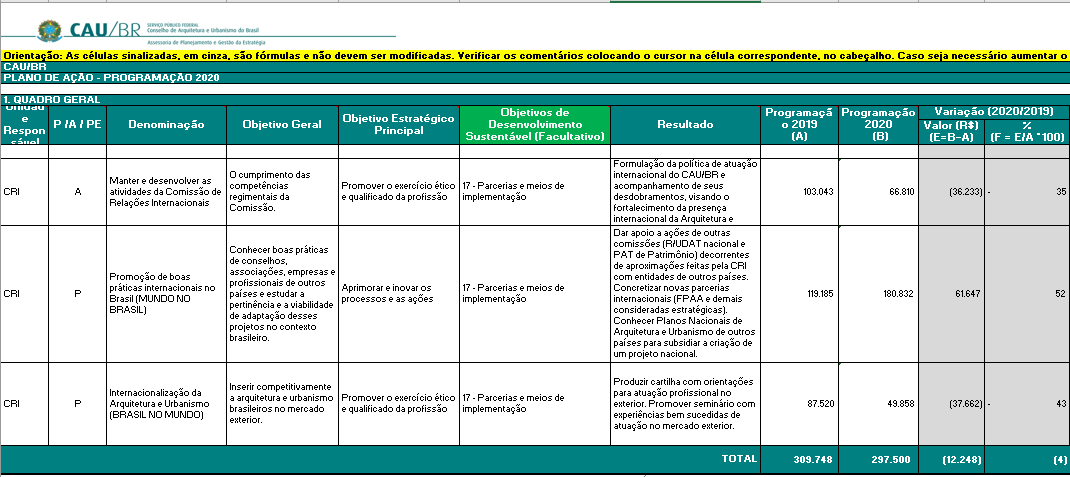 CAU/BR
SERVIÇO PÚBLICO FEDERAL
Conselho de Arquitetura e Urbanismo do Brasil
Assessoria de Planejamento e Gestão da Estratégia
Orientação: As células sinalizadas, em cinza, são fórmulas e não devem ser modificadas. Verificar os comentários colocando o cursor na célula correspondente, no cabeçalho. Caso seja necessário aumentar o
CAU/BR
PLANO DE AÇÃO - PROGRAMAÇÃO 2020
1. QUADRO GERAL
Unidad
e
Respon
sável
P /A / PE
Denominação
Objetivo Geral
Objetivo Estratégico
Principal
Objetivos de
Desenvolvimento
Sustentável (Facultativo)
Resultado
Programaçã
o 2019
(A)
Programação
2020
(B)
Variação (2020/2019)
Valor (R$)
(E=B-A)
%
(F = E/A *100)
CRI
A
Manter e desenvolver as
atividades da Comissão de
Relações Internacionais
O cumprimento das
competências
regimentais da
Comissão.
Promover o exercício ético
e qualificado da profissão
17 - Parcerias e meios de
implementação
Formulação da política de atuação
internacional do CAU/BR e
acompanhamento de seus
desdobramentos, visando o
fortalecimento da presença
internacional da Arquitetura e
103.043
66.810
(36.233)
- 35
CRI
P
Promoção de boas
práticas internacionais no
Brasil (MUNDO NO
BRASIL)
Conhecer boas práticas
de conselhos,
associações, empresas e
profissionais de outros
países e estudar a
pertinência e a viabilidade
de adaptação desses
projetos no contexto
brasileiro.
Aprimorar e inovar os
processos e as ações
17 - Parcerias e meios de
implementação
Dar apoio a ações de outras
comissões (R/UDAT nacional e
PAT de Patrimônio) decorrentes
de aproximações feitas pela CRI
com entidades de outros países.
Concretizar novas parcerias
internacionais (FPAA e demais
consideradas estratégicas).
Conhecer Planos Nacionais de
Arquitetura e Urbanismo de outros
países para subsidiar a criação de
um projeto nacional.
119.185
180.832
61.647
52
CRI
P
Internacionalização da
Arquitetura e Urbanismo
(BRASIL NO MUNDO)
Inserir competitivamente
a arquitetura e urbanismo
brasileiros no mercado
exterior.
Promover o exercício ético
e qualificado da profissão
17 - Parcerias e meios de
implementação
Produzir cartilha com orientações
para atuação profissional no
exterior. Promover seminário com
experiências bem sucedidas de
atuação no mercado exterior.
87.520
49.858
(37.662)
- 43
TOTAL
309.748
297.500
(12.248)
(4)